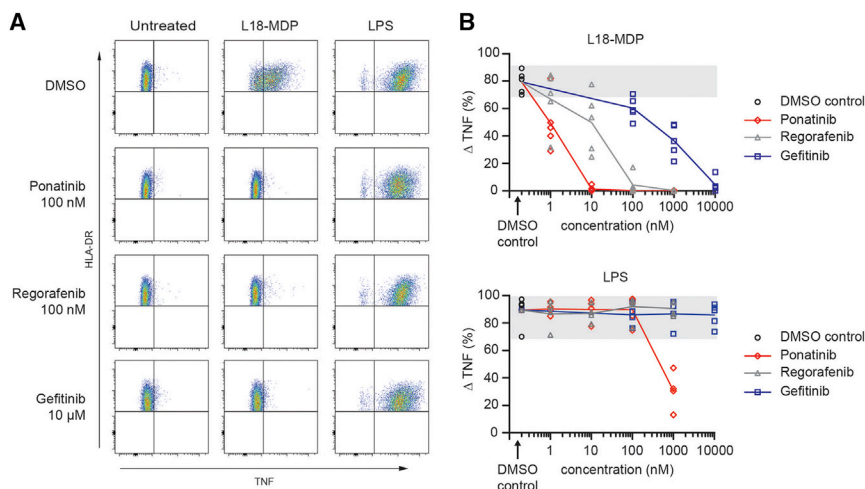 A
Untreated
L18-MDP
LPS
DMSO
Ponatinib
100 nM
Regorafenib
100 nM
Gefitinib
10 µM
HLA-DR
TNF
B
L18-MDP
100
80
60
40
20
0
Δ TNF (%)
1
10
100
1000
10000
DMSO
control
concentration (nM)
DMSO control
Ponatinib
Regorafenib
Gefitinib
LPS
100
80
60
40
20
0
Δ TNF (%)
1
10
100
1000
10000
DMSO
control
concentration (nM)
DMSO control
Ponatinib
Regorafenib
Gefitinib